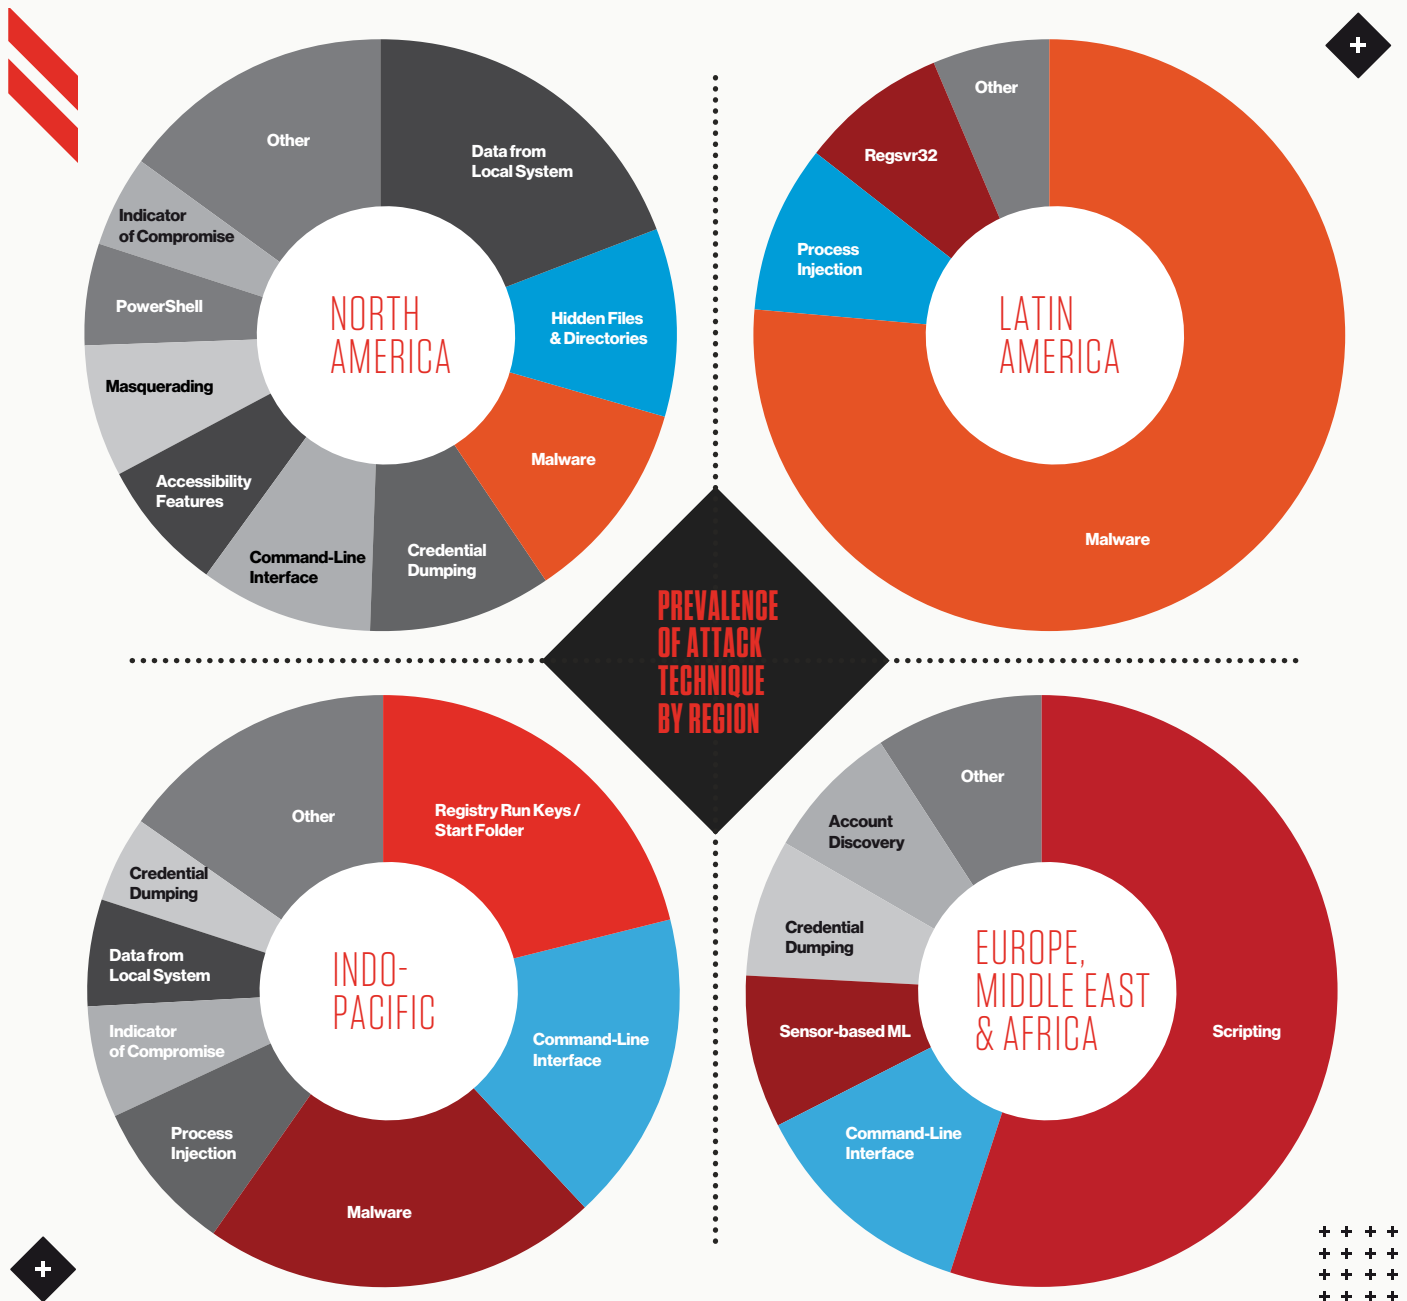 Other
Data from
Local System
Indicator
of Compromise
PowerShell
Hidden Files
& Directories
NORTH
AMERICA
Masquerading
Malware
Accessibility
Features
Credential
Dumping
Command-Line
Interface
Other
Regsvr32
Process
Injection
LATIN
AMERICA
Malware
PREVALENCE
OF ATTACK
TECHNIQUE
BY REGION
Other
Registry Run Keys /
Start Folder
Credential
Dumping
Data from
Local System
INDO-
PACIFIC
Indicator
of Compromise
Command-Line
Interface
Process
Injection
Malware
Other
Account
Discovery
Credential
Dumping
EUROPE,
MIDDLE EAST
& AFRICA
Sensor-based ML
Scripting
Command-Line
Interface